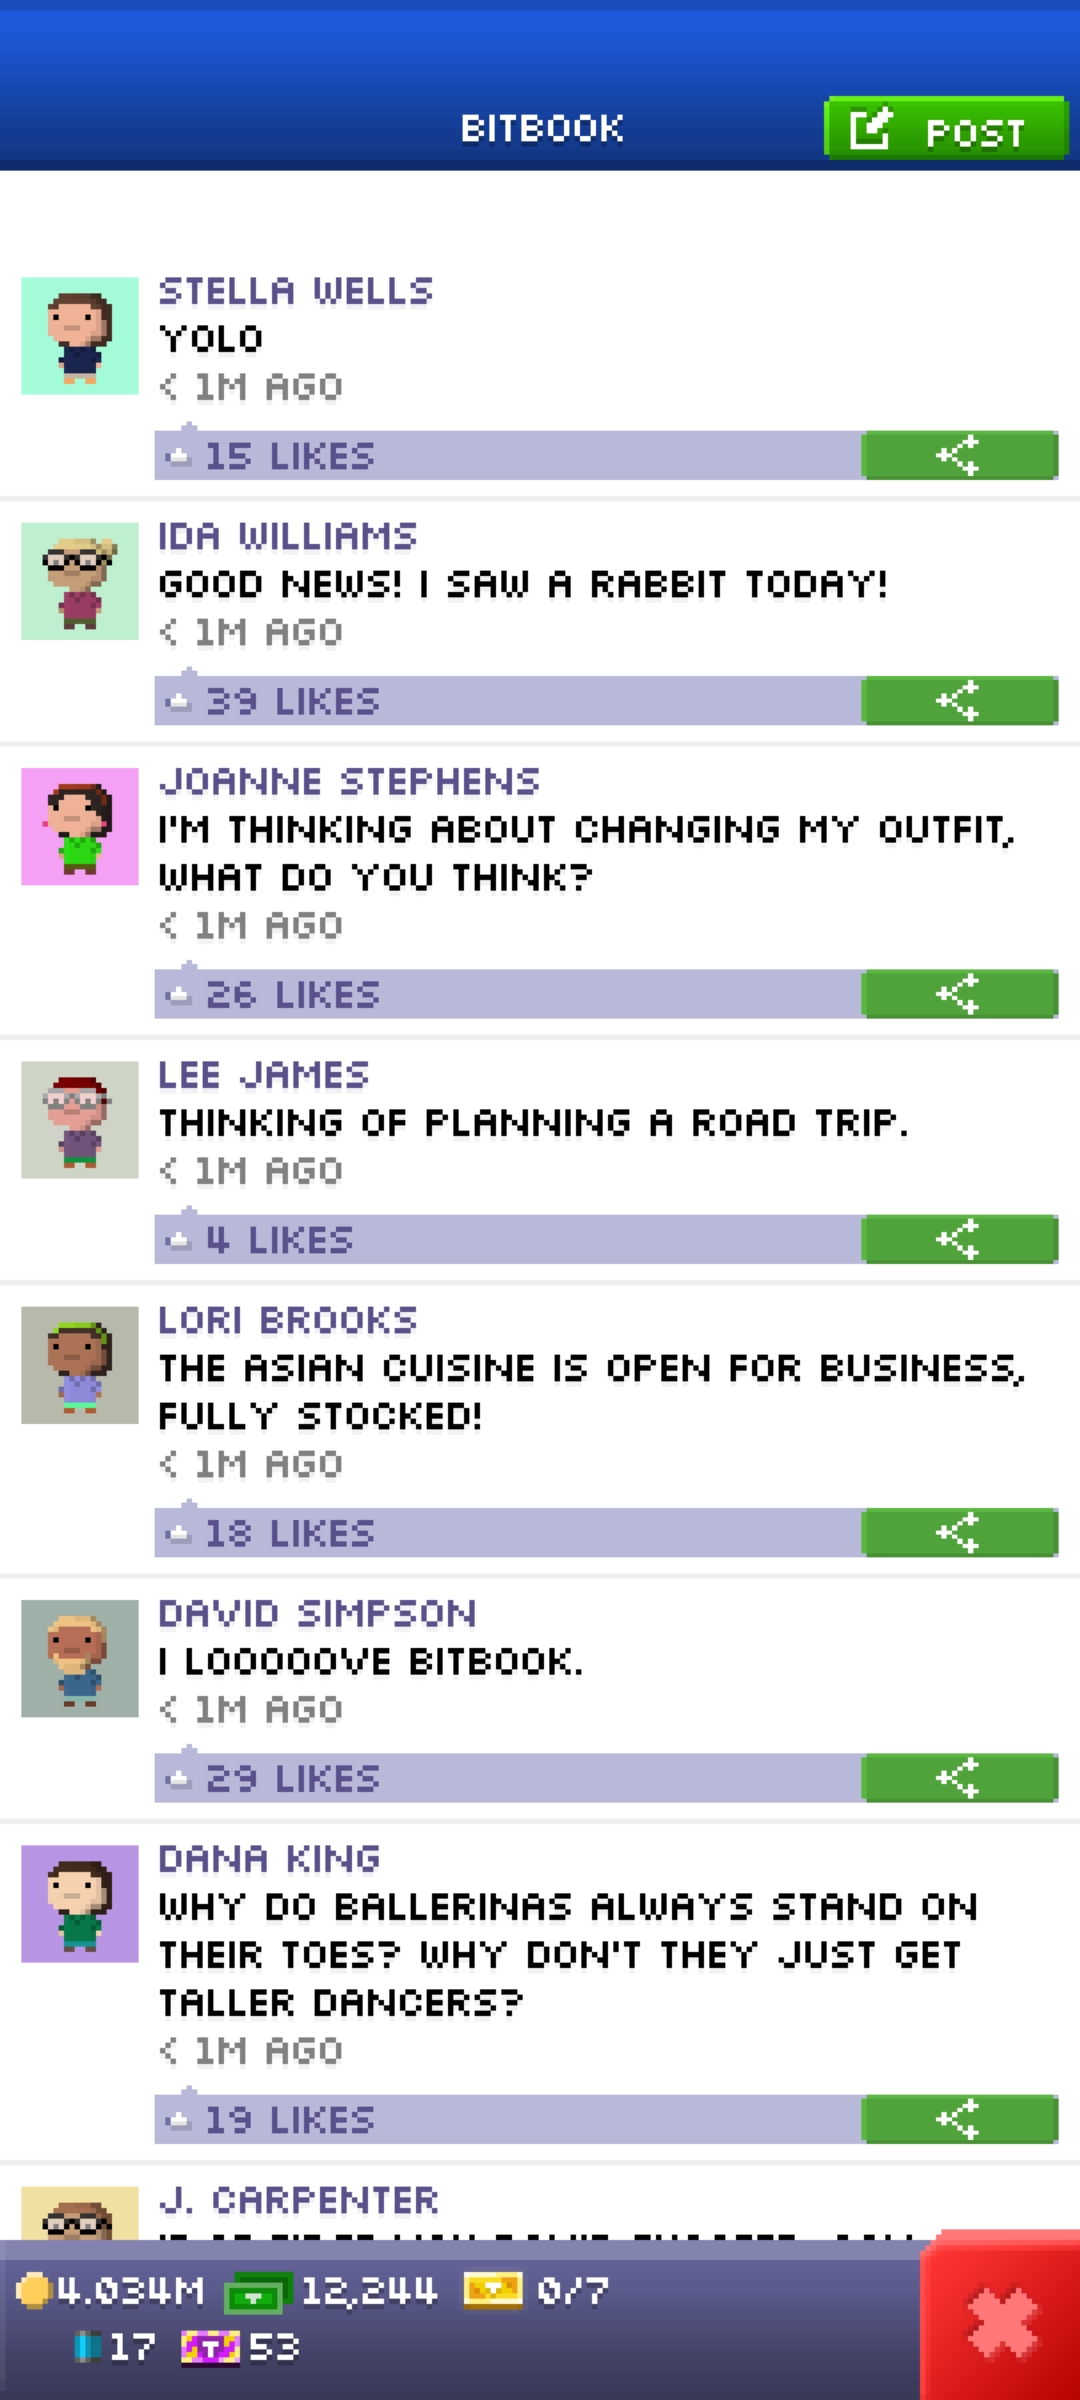 BITBOOK
POST
STELLA WELLS
YOLO
< 1M AGO
15 LIKES
IDA WILLIAMS
GOOD NEWS! I SAW A RABBIT TODAY!
< 1M AGO
39 LIKES
JOANNE STEPHENS
I'M THINKING ABOUT CHANGING MY OUTFIT,
WHAT DO YOU THINK?
< 1M AGO
26 LIKES
LEE JAMES
THINKING OF PLANNING A ROAD TRIP.
< 1M AGO
4 LIKES
LORI BROOKS
THE ASIAN CUISINE IS OPEN FOR BUSINESS,
FULLY STOCKED!
< 1M AGO
18 LIKES
DAVID SIMPSON
I LOOOOOVE BITBOOK.
< 1M AGO
29 LIKES
DANA KING
WHY DO BALLERINAS ALWAYS STAND ON
THEIR TOES? WHY DON'T THEY JUST GET
TALLER DANCERS?
< 1M AGO
19 LIKES
J. CARPENTER
4.034M 12,244 0/7
17 53